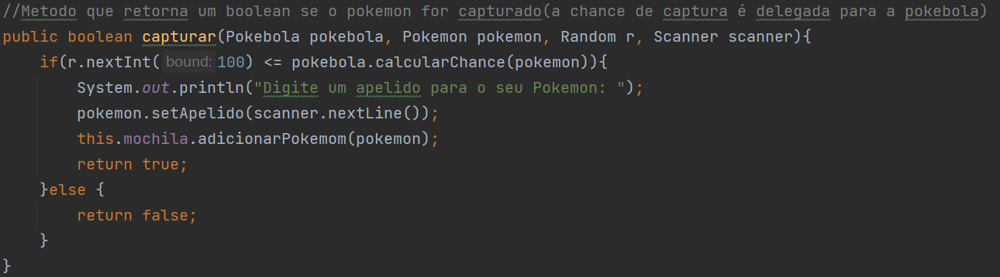 //Metodo que retorna um boolean se o pokemon for capturado(a chance de captura é delegada para a pokebola)
public boolean capturar(Pokebola pokebola, Pokemon pokemon, Random r, Scanner scanner){
if(r.nextInt( bound: 100) <= pokebola.calcularChance(pokemon)){
System.out.println("Digite um apelido para o seu Pokemon: ");
pokemon.setApelido(scanner.nextLine());
this.mochila.adicionarPokemom(pokemon);
return true;
}else {
return false;
}
}